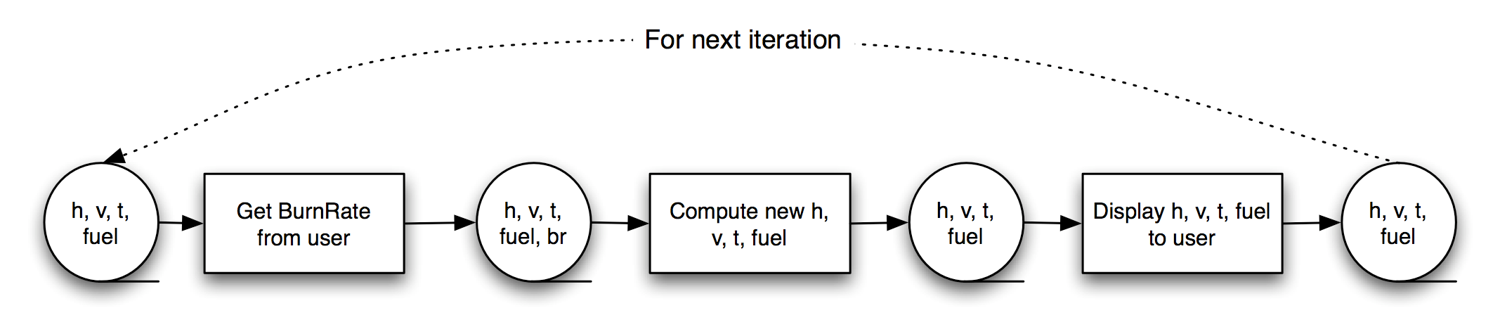 For next iteration
h, v, t,
fuel
Get BurnRate
from user
h, v, t,
fuel, br
Compute new h,
v, t, fuel
h, v, t,
fuel
Display h, v, t, fuel
to user
h, v, t,
fuel